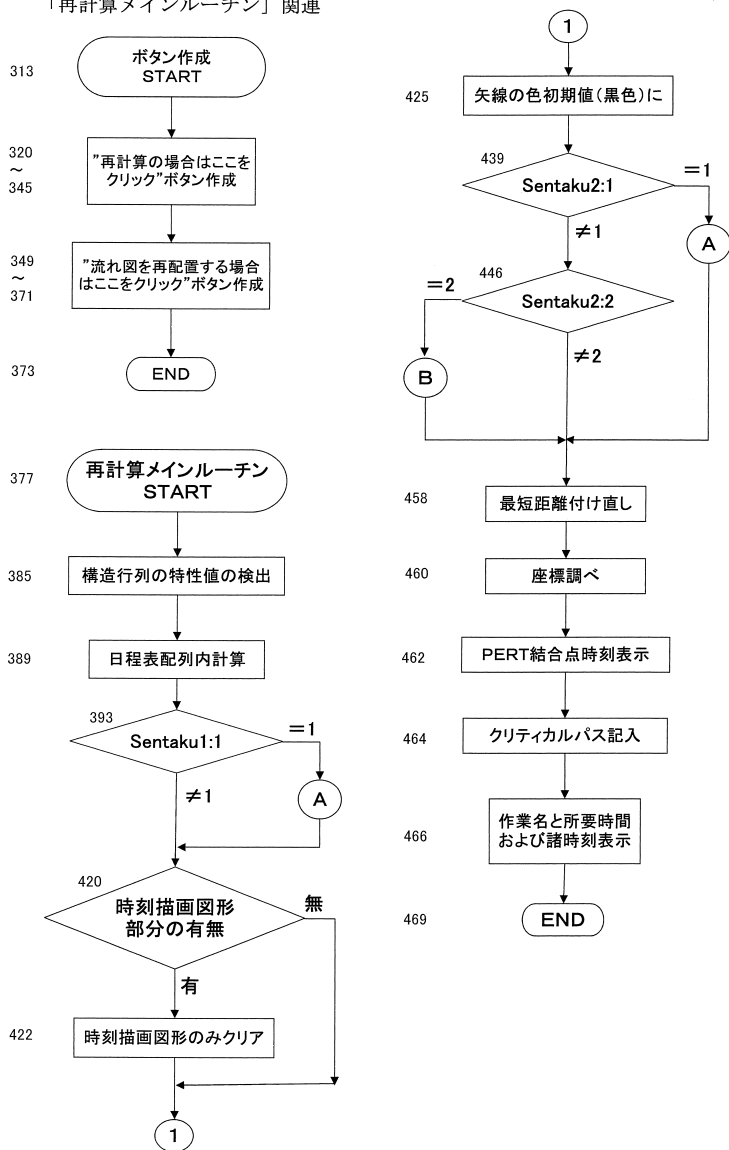 「再計算メインルーチン」関連
313
ボタン作成
START
320
～
345
"再計算の場合はここを
クリック"ボタン作成
349
～
371
"流れ図を再配置する場合
はここをクリック"ボタン作成
373
END
377
再計算メインルーチン
START
385
構造行列の特性値の検出
389
日程表配列内計算
393
Sentaku1:1
=1
A
≠1
420
時刻描画図形
部分の有無
無
有
422
時刻描画図形のみクリア
1
1
425
矢線の色初期値(黒色)に
439
Sentaku2:1
=1
A
≠1
446
Sentaku2:2
=2
B
≠2
458
最短距離付け直し
460
座標調べ
462
PERT結合点時刻表示
464
クリティカルパス記入
466
作業名と所要時間
および諸時刻表示
469
END